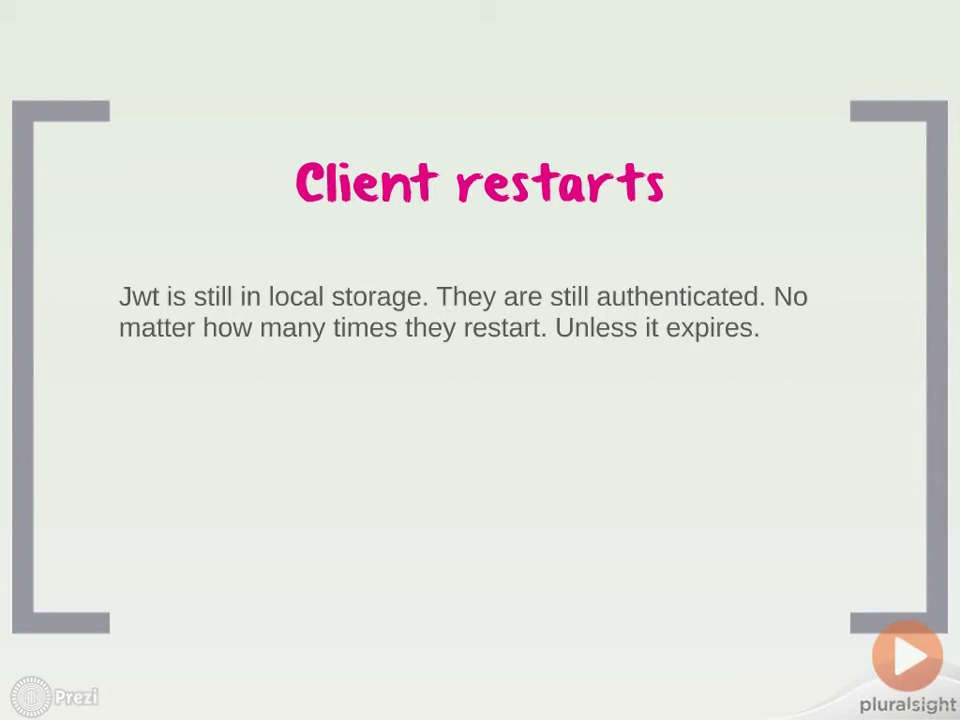 Client restarts
Jwt is still in local storage. They are still authenticated. No
matter how many times they restart. Unless it expires.
Prezi
pluralsight